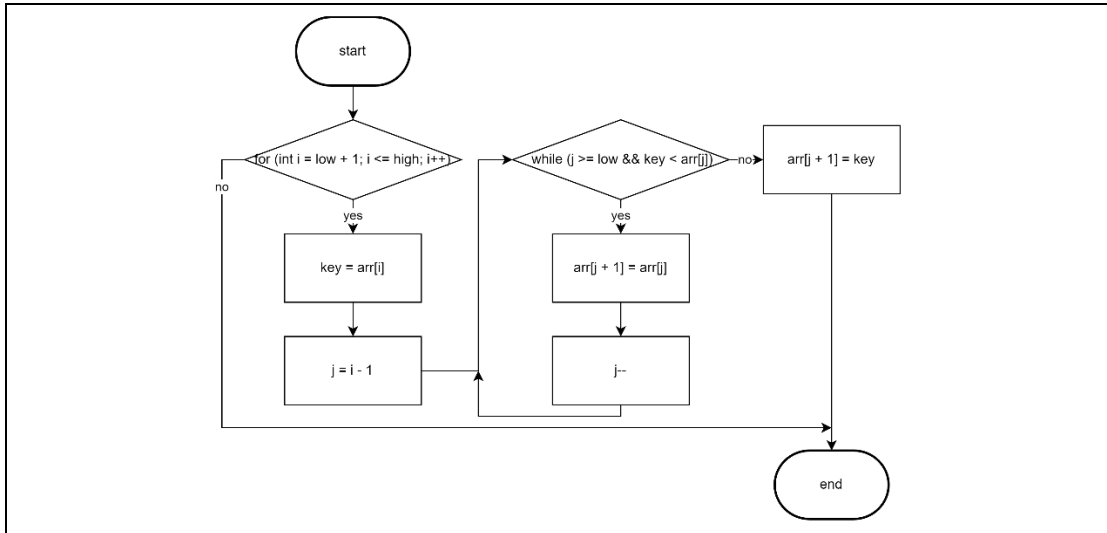 start
for (int i = low + 1; i <= high; i++)
no
yes
key = arr[i]
j = i - 1
while (j >= low && key < arr[j])
no
yes
arr[j + 1] = arr[j]
j--
arr[j + 1] = key
end